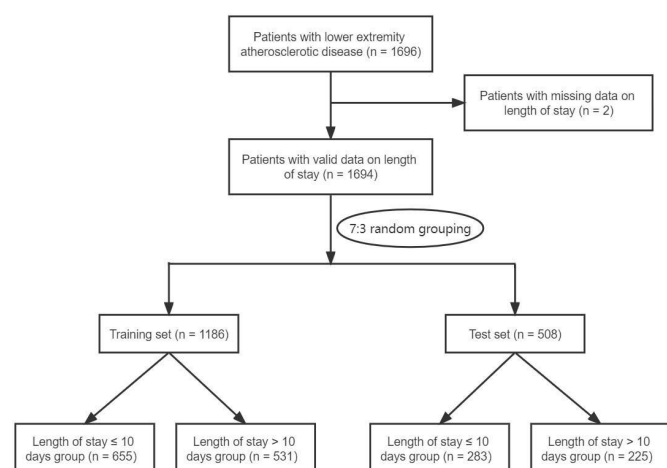 Patients with lower extremity
atherosclerotic disease (n = 1696)
Patients with missing data on
length of stay (n = 2)
Patients with valid data on length
of stay (n = 1694)
7:3 random grouping
Training set (n = 1186)
Test set (n = 508)
Length of stay ≤ 10
days group (n = 655)
Length of stay > 10
days group (n = 531)
Length of stay ≤ 10
days group (n = 283)
Length of stay > 10
days group (n = 225)